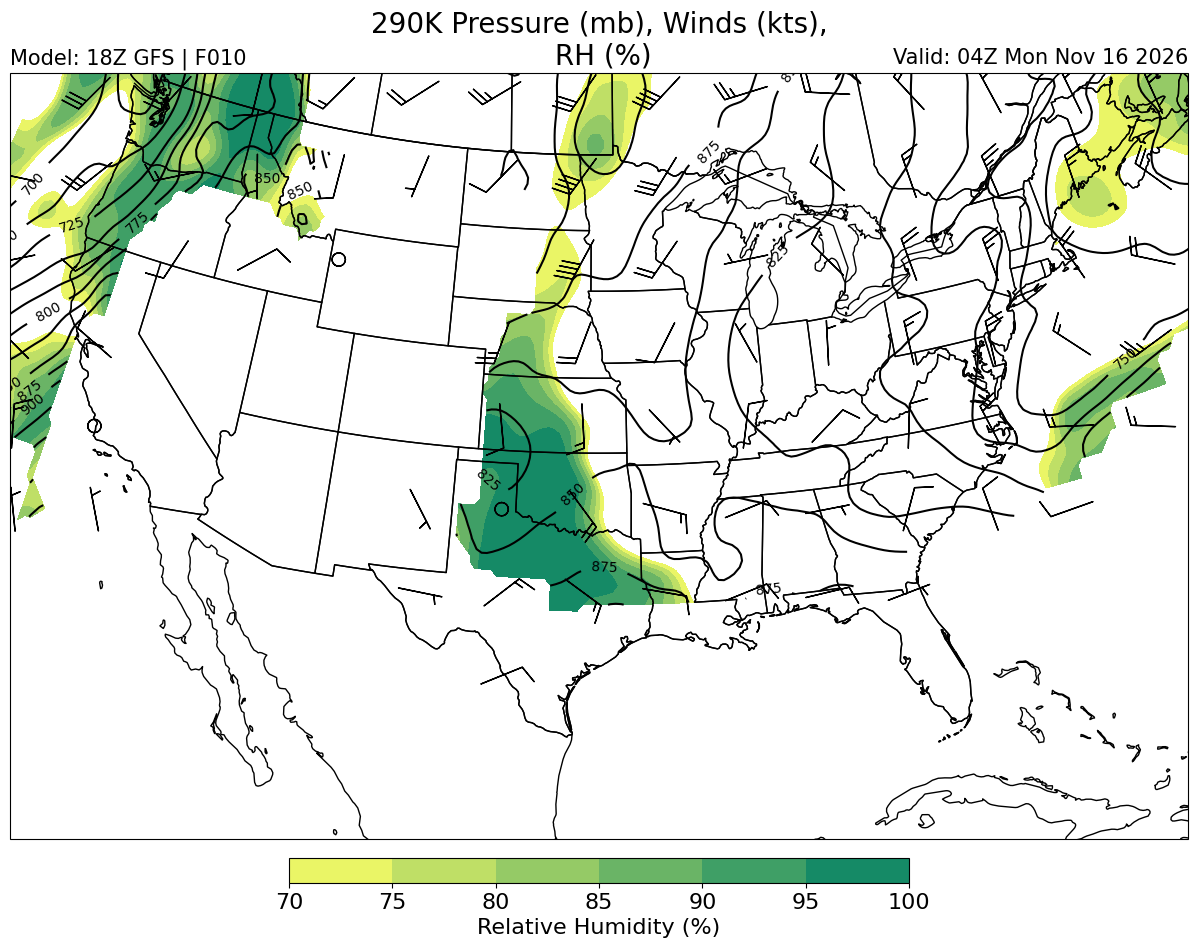 290K Pressure (mb), Winds (kts),
RH (%)
Model: 18Z GFS | F010
Valid: 04Z Mon Nov 16 2026
875
700
850
850
725
775
825
800
750
875
900
825
850
875
875
70 75 80 85 90 95 100
Relative Humidity (%)